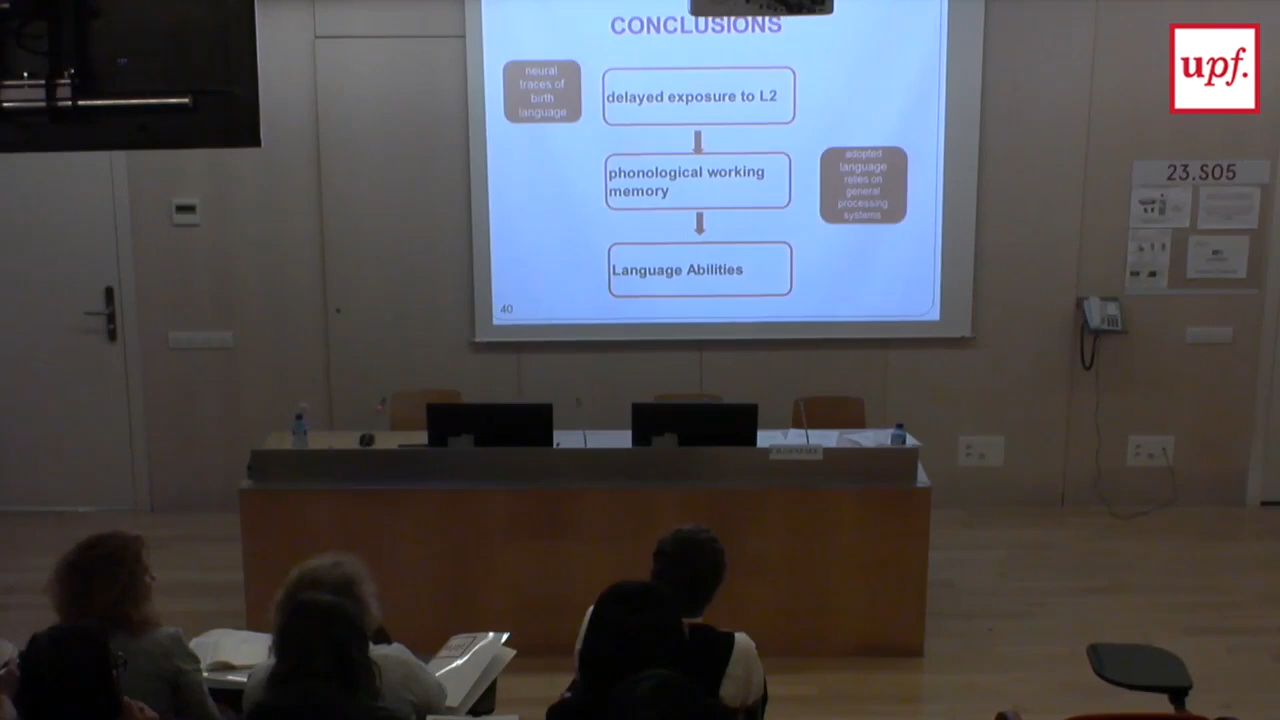 CONCLUSIONS
neural
traces of
birth
language
delayed exposure to L2
phonological working
memory
adopted
language
relies on
general
processing
systems
Language Abilities
40
upf.
23.S05